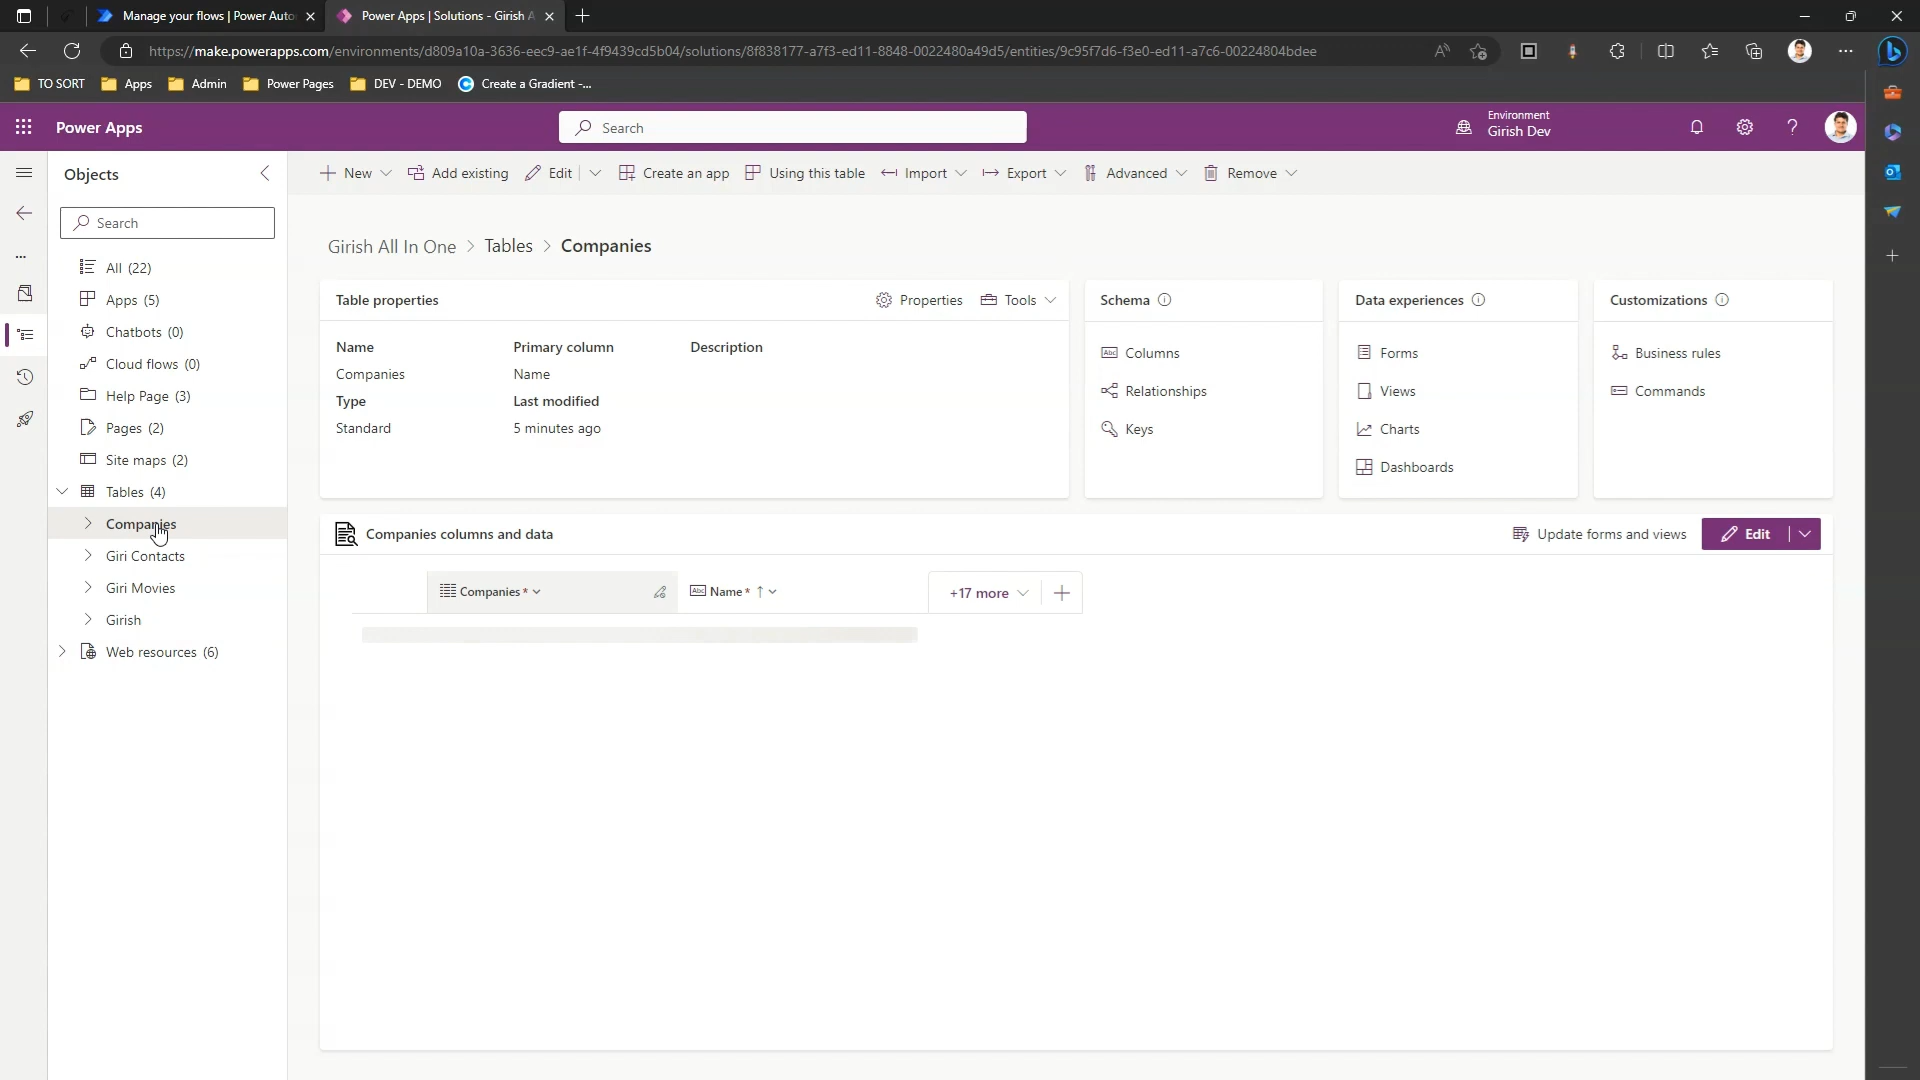 Manage your flows | Power Auto
Power Apps | Solutions - Girish A
https://make.powerapps.com/environments/d809a10a-3636-eec9-ae1f-4f9439cd5b04/solutions/8f838177-a7f3-ed11-8848-0022480a49d5/entities/9c95f7d6-f3e0-ed11-a7c6-00224804bdee
TO SORT
Apps
Admin
Power Pages
DEV - DEMO
Create a Gradient -...
Power Apps
Search
Environment
Girish Dev
Objects
New
Add existing
Edit
Create an app
Using this table
Import
Export
Advanced
Remove
Search
All (22)
Apps (5)
Chatbots (0)
Cloud flows (0)
Help Page (3)
Pages (2)
Site maps (2)
Tables (4)
Companies
Giri Contacts
Giri Movies
Girish
Web resources (6)
Girish All In One > Tables > Companies
Table properties
Properties
Tools
Name
Primary column
Description
Companies
Name
Type
Last modified
Standard
5 minutes ago
Schema
Columns
Relationships
Keys
Data experiences
Forms
Views
Charts
Dashboards
Customizations
Business rules
Commands
Companies columns and data
Update forms and views
Edit
Companies *
Abc Name * ↑
+17 more